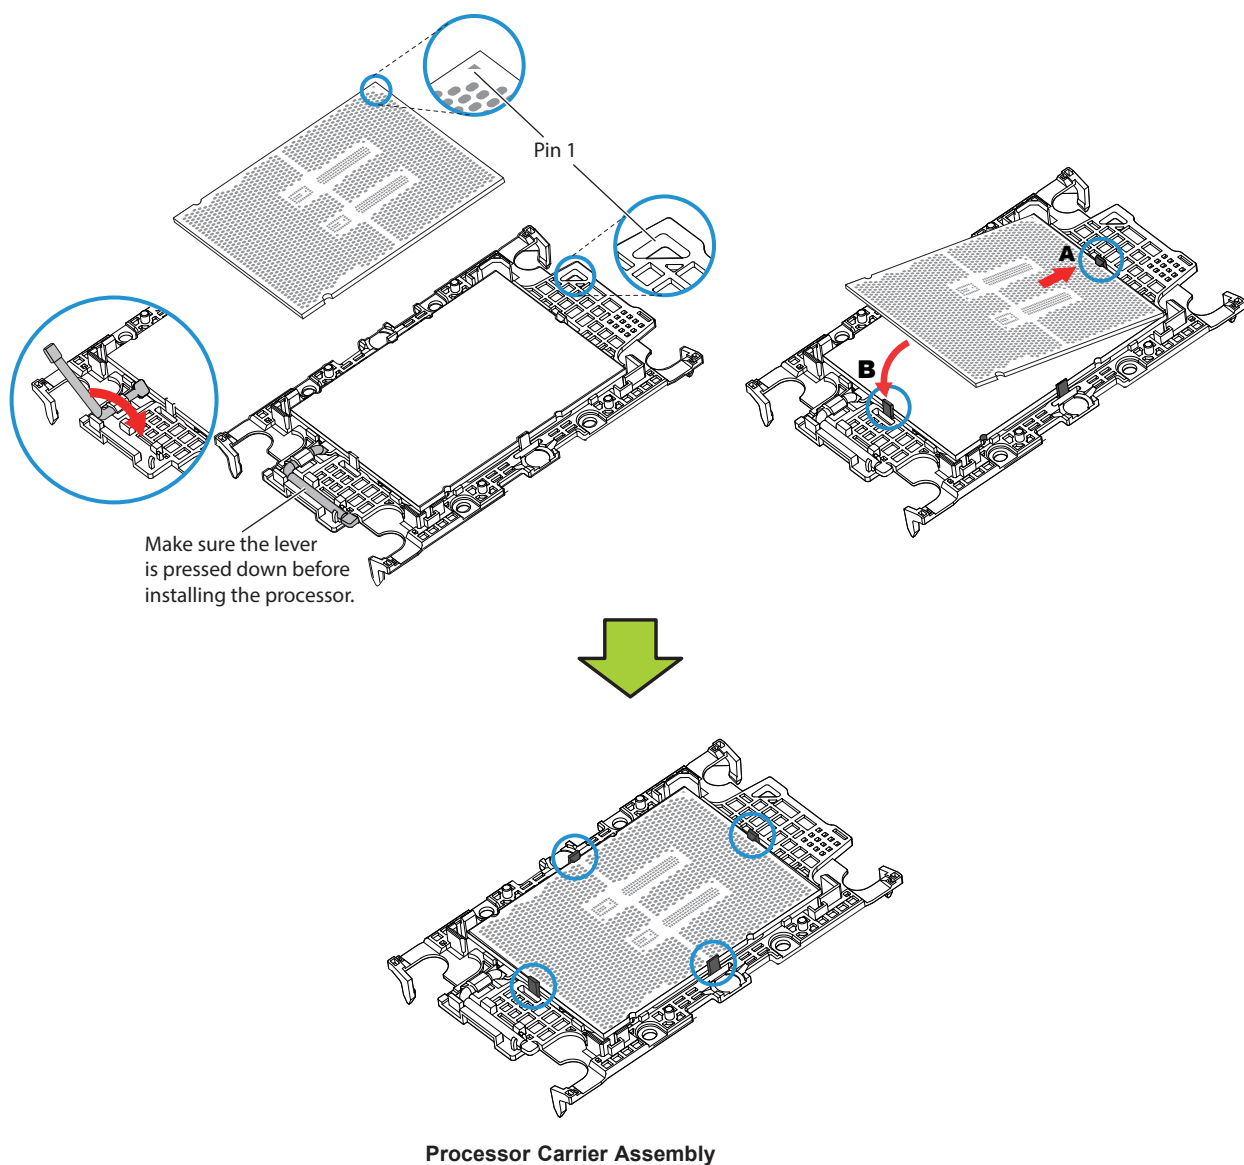 Pin 1
A
B
Make sure the lever
is pressed down before
installing the processor.
Processor Carrier Assembly